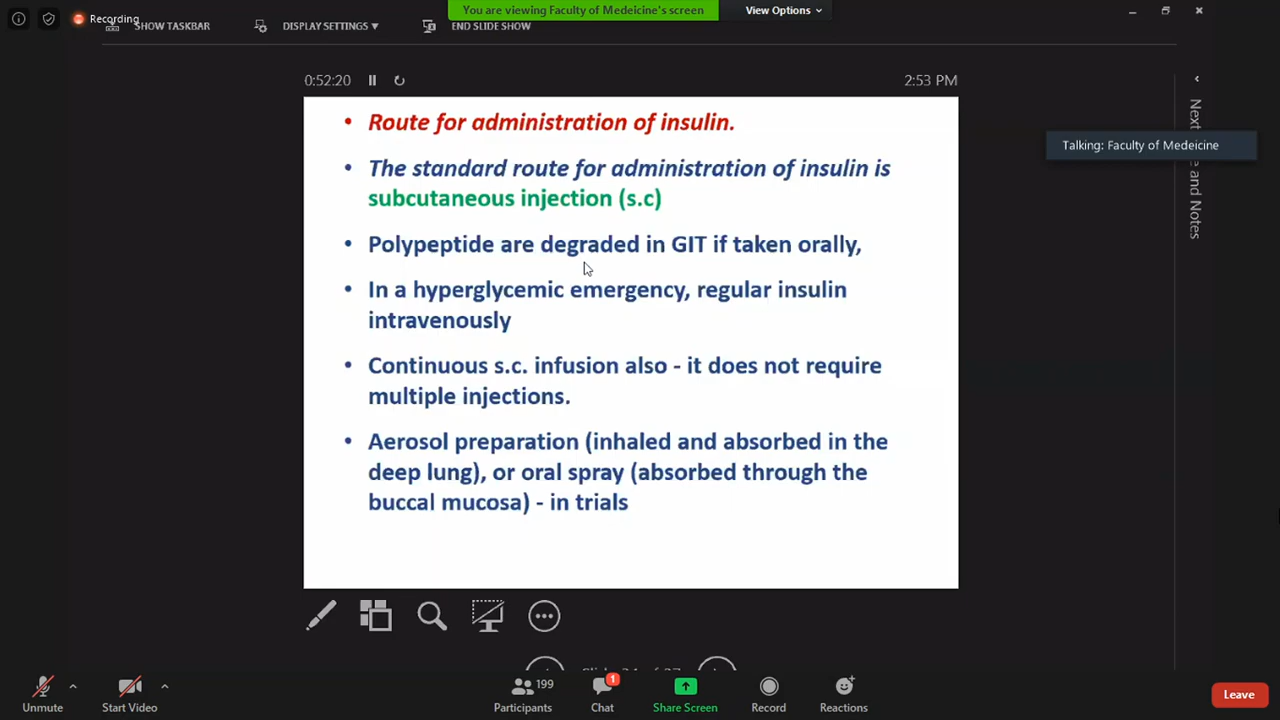 Recording
You are viewing Faculty of Medeicine's screen
View Options
SHOW TASKBAR
DISPLAY SETTINGS
END SLIDE SHOW
0:52:20
2:53 PM
Talking: Faculty of Medeicine
• Route for administration of insulin.
• The standard route for administration of insulin is
subcutaneous injection (s.c)
• Polypeptide are degraded in GIT if taken orally,
• In a hyperglycemic emergency, regular insulin
intravenously
• Continuous s.c. infusion also - it does not require
multiple injections.
• Aerosol preparation (inhaled and absorbed in the
deep lung), or oral spray (absorbed through the
buccal mucosa) - in trials
Next
and Notes
Unmute
Start Video
199
Participants
1
Chat
Share Screen
Record
Reactions
Leave